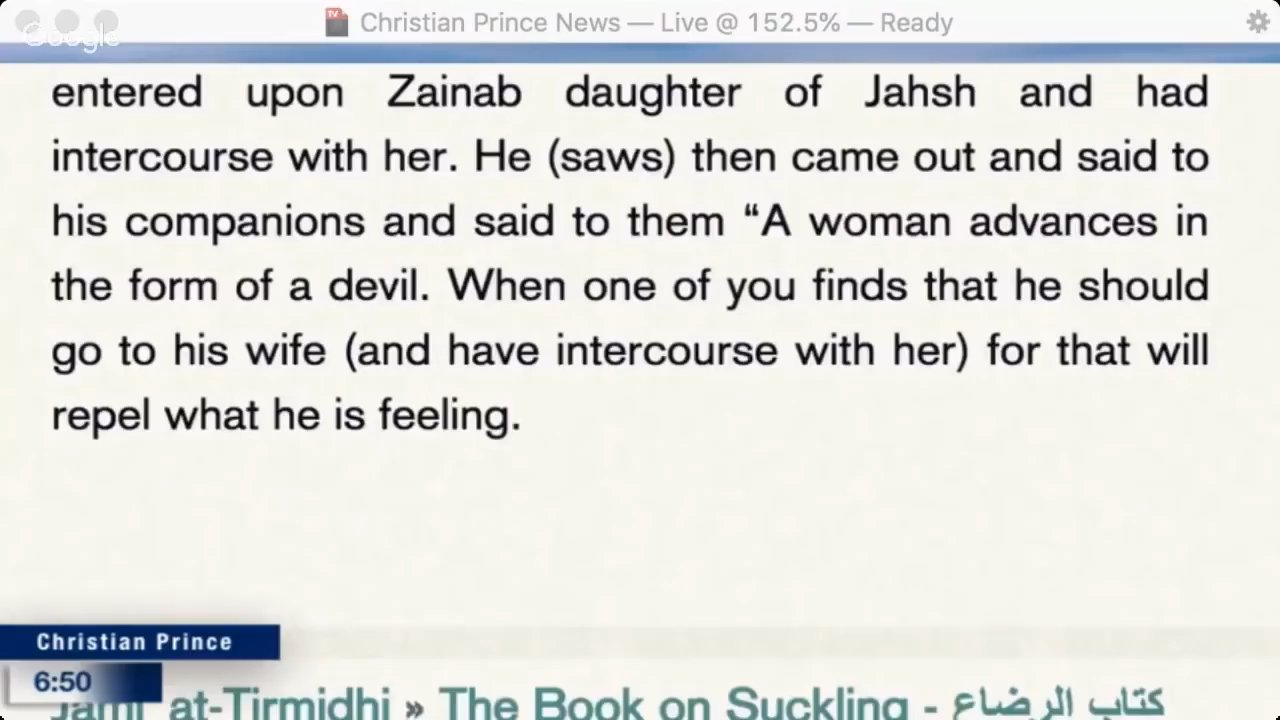 Christian Prince News — Live @ 152.5% — Ready
Google
entered upon Zainab daughter of Jahsh and had
intercourse with her. He (saws) then came out and said to
his companions and said to them “A woman advances in
the form of a devil. When one of you finds that he should
go to his wife (and have intercourse with her) for that will
repel what he is feeling.
Christian Prince
6:50
Jami` at-Tirmidhi » The Book on Suckling - كتاب الرضاع